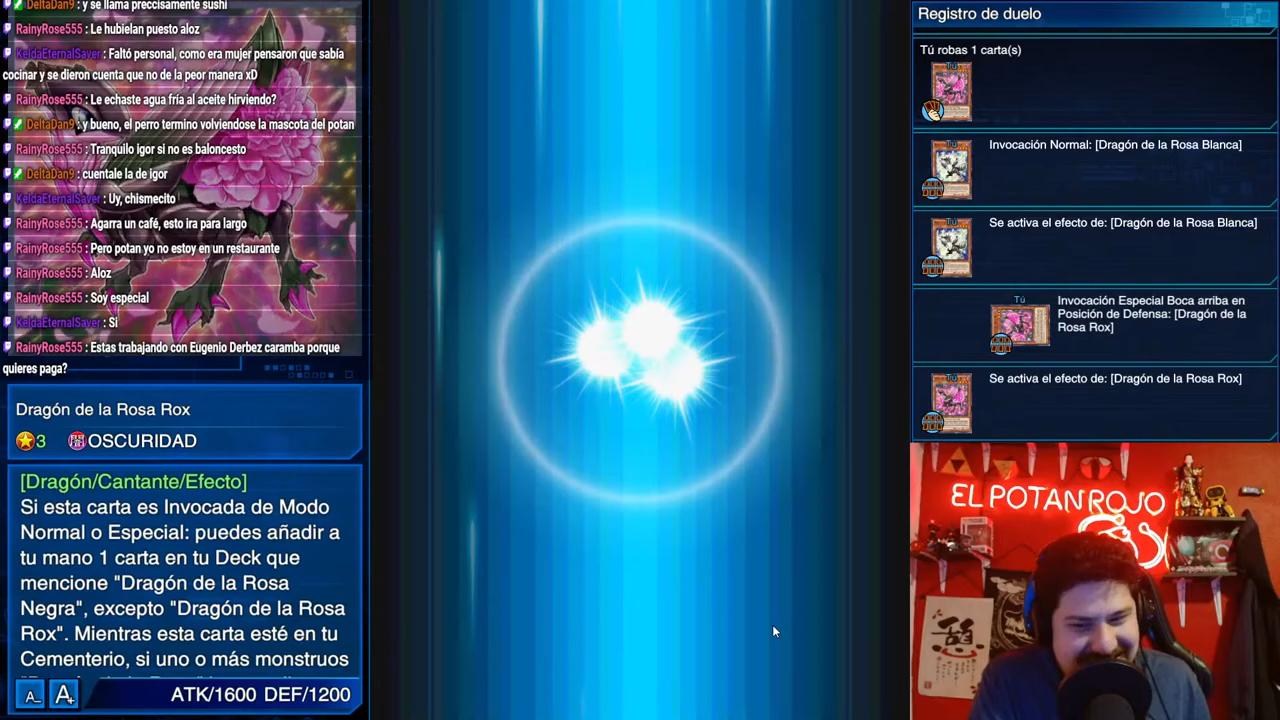 DeltaDan9: y se llama preccisamente sushi
RainyRose555: Le hubielan puesto aloz
KeldaEternalSaver: Faltó personal, como era mujer pensaron que sabía
cocinar y se dieron cuenta que no de la peor manera xD
RainyRose555: Le echaste agua fría al aceite hirviendo?
DeltaDan9: y bueno, el perro termino volviendose la mascota del potan
RainyRose555: Tranquilo igor si no es baloncesto
DeltaDan9: cuentale la de igor
KeldaEternalSaver: Uy, chismecito
RainyRose555: Agarra un café, esto ira para largo
RainyRose555: Pero potan yo no estoy en un restaurante
RainyRose555: Aloz
RainyRose555: Soy especial
KeldaEternalSaver: Si
RainyRose555: Estas trabajando con Eugenio Derbez caramba porque
quieres paga?
Dragón de la Rosa Rox
3 OSCURIDAD
[Dragón/Cantante/Efecto]
Si esta carta es Invocada de Modo
Normal o Especial: puedes añadir a
tu mano 1 carta en tu Deck que
mencione "Dragón de la Rosa
Negra", excepto "Dragón de la Rosa
Rox". Mientras esta carta esté en tu
Cementerio, si uno o más monstruos
A- A+ ATK/1600 DEF/1200
Registro de duelo
Tú robas 1 carta(s)
Tú
Invocación Normal: [Dragón de la Rosa Blanca]
Tú
Se activa el efecto de: [Dragón de la Rosa Blanca]
Tú
Invocación Especial Boca arriba en
Posición de Defensa: [Dragón de la
Rosa Rox]
Tú
Se activa el efecto de: [Dragón de la Rosa Rox]
Tú
EL POTAN ROJO